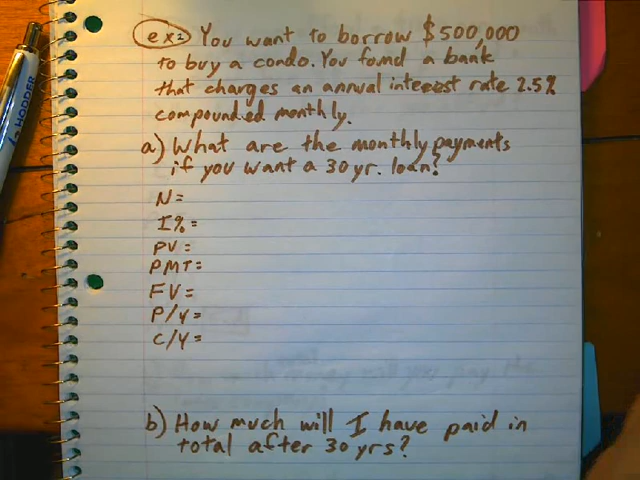 ex2 You want to borrow $500,000
to buy a condo. You found a bank
that charges an annual interest rate 2.5%
compounded monthly.
a) What are the monthly payments
if you want a 30 yr. loan?
N=
I%=
PV=
PMT=
FV=
P/Y=
C/Y=
b) How much will I have paid in
total after 30 yrs?
HODDER